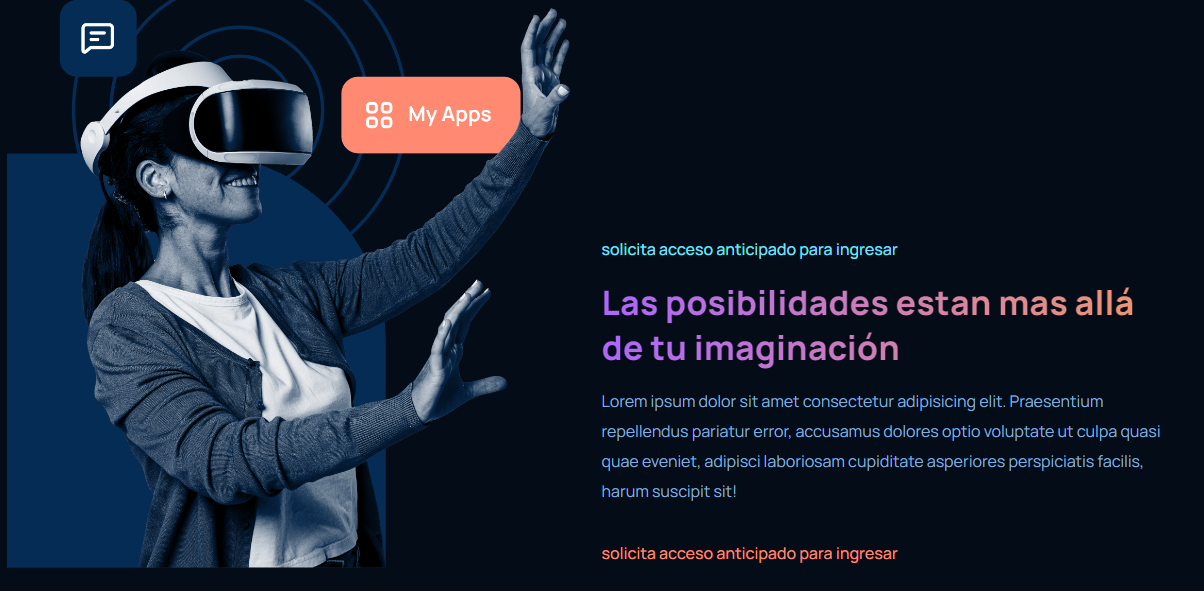 My Apps
solicita acceso anticipado para ingresar
Las posibilidades estan mas allá
de tu imaginación
Lorem ipsum dolor sit amet consectetur adipisicing elit. Praesentium
repellendus pariatur error, accusamus dolores optio voluptate ut culpa quasi
quae eveniet, adipisci laboriosam cupiditate asperiores perspiciatis facilis,
harum suscipit sit!
solicita acceso anticipado para ingresar